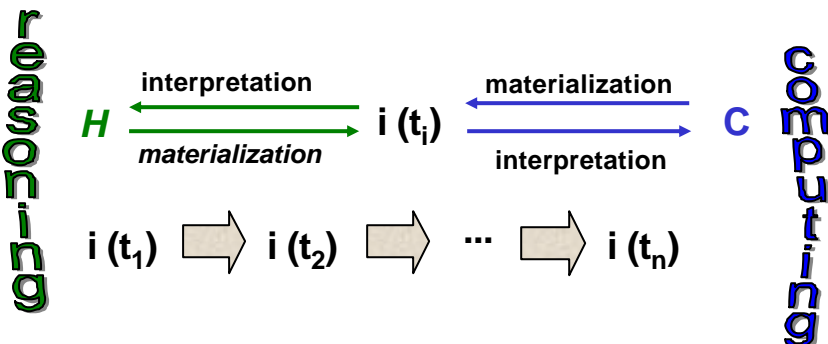 reasoning
interpretation
materialization
H
i (tᵢ)
C
materialization
interpretation
i (t₁) i (t₂) ... i (tₙ)
computing